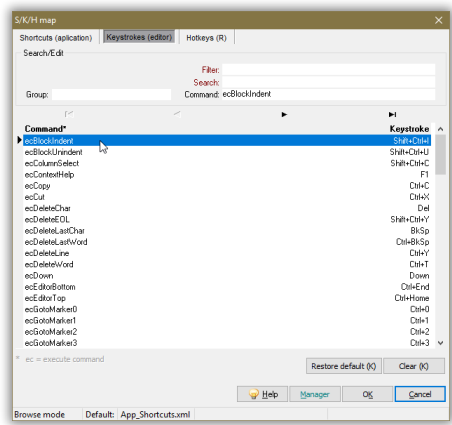 S/K/H map
Shortcuts (aplication) Keystrokes (editor) Hotkeys (R)
Search/Edit
Filter:
Search:
Group: Command: ecBlockIndent
Command* Keystroke
ecBlockIndent Shift+Ctrl+I
ecBlockUnindent Shift+Ctrl+U
ecColumnSelect Shift+Ctrl+C
ecContextHelp F1
ecCopy Ctrl+C
ecCut Ctrl+X
ecDeleteChar Del
ecDeleteEOL Shift+Ctrl+Y
ecDeleteLastChar BkSp
ecDeleteLastWord Ctrl+BkSp
ecDeleteLine Ctrl+Y
ecDeleteWord Ctrl+T
ecDown Down
ecEditorBottom Ctrl+End
ecEditorTop Ctrl+Home
ecGotoMarker0 Ctrl+0
ecGotoMarker1 Ctrl+1
ecGotoMarker2 Ctrl+2
ecGotoMarker3 Ctrl+3
* ec = execute command
Restore default (K) Clear (K)
Help Manager OK Cancel
Browse mode Default: App_Shortcuts.xml